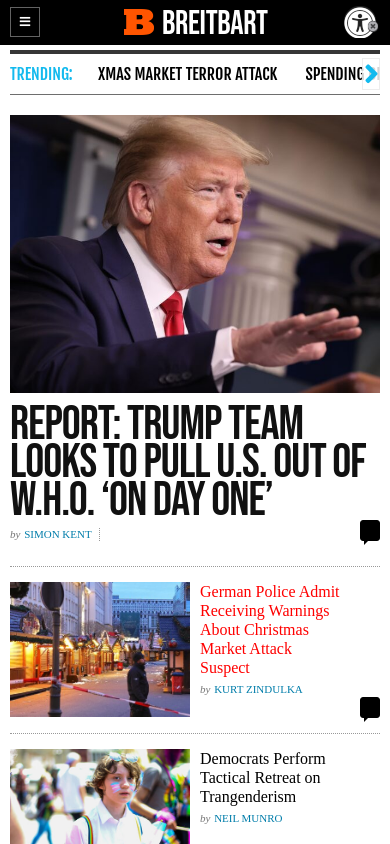 BREITBART
TRENDING: XMAS MARKET TERROR ATTACK SPENDING
REPORT: TRUMP TEAM
LOOKS TO PULL U.S. OUT OF
W.H.O. ‘ON DAY ONE’
by SIMON KENT
German Police Admit
Receiving Warnings
About Christmas
Market Attack
Suspect
by KURT ZINDULKA
Democrats Perform
Tactical Retreat on
Trangenderism
by NEIL MUNRO